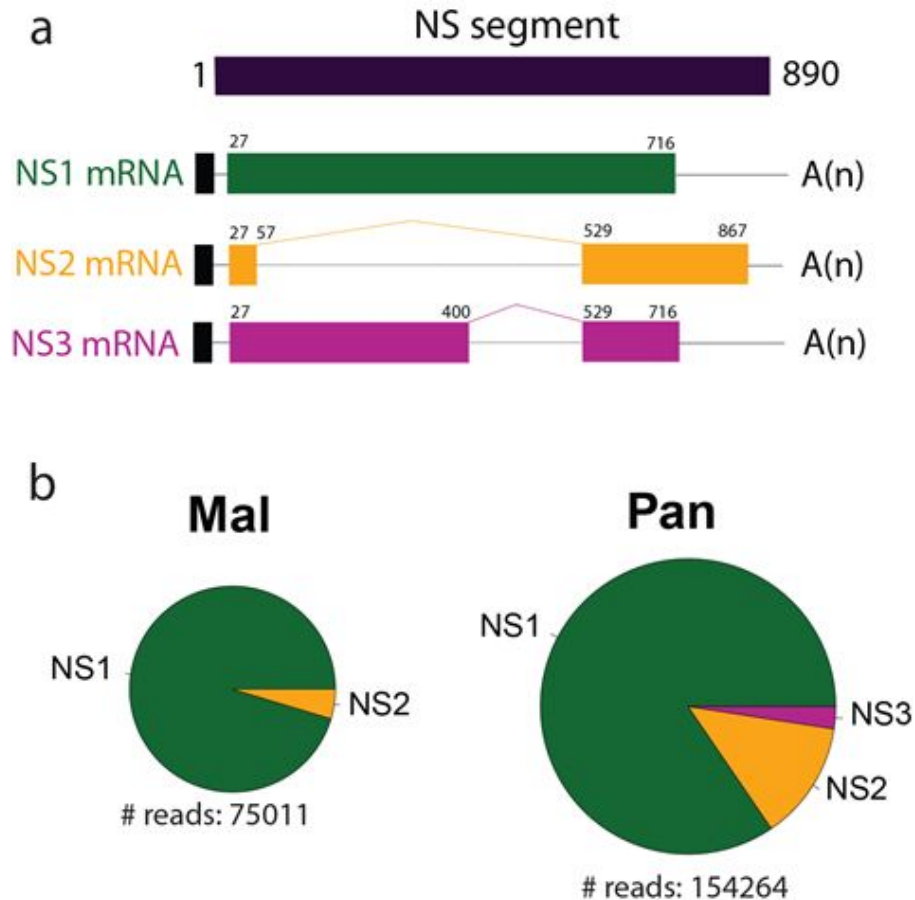 a
NS segment
1 890
27 716
NS1 mRNA A(n)
27 57 529 867
NS2 mRNA A(n)
27 400 529 716
NS3 mRNA A(n)
b
Mal
NS1
NS2
# reads: 75011
Pan
NS1
NS3
NS2
# reads: 154264